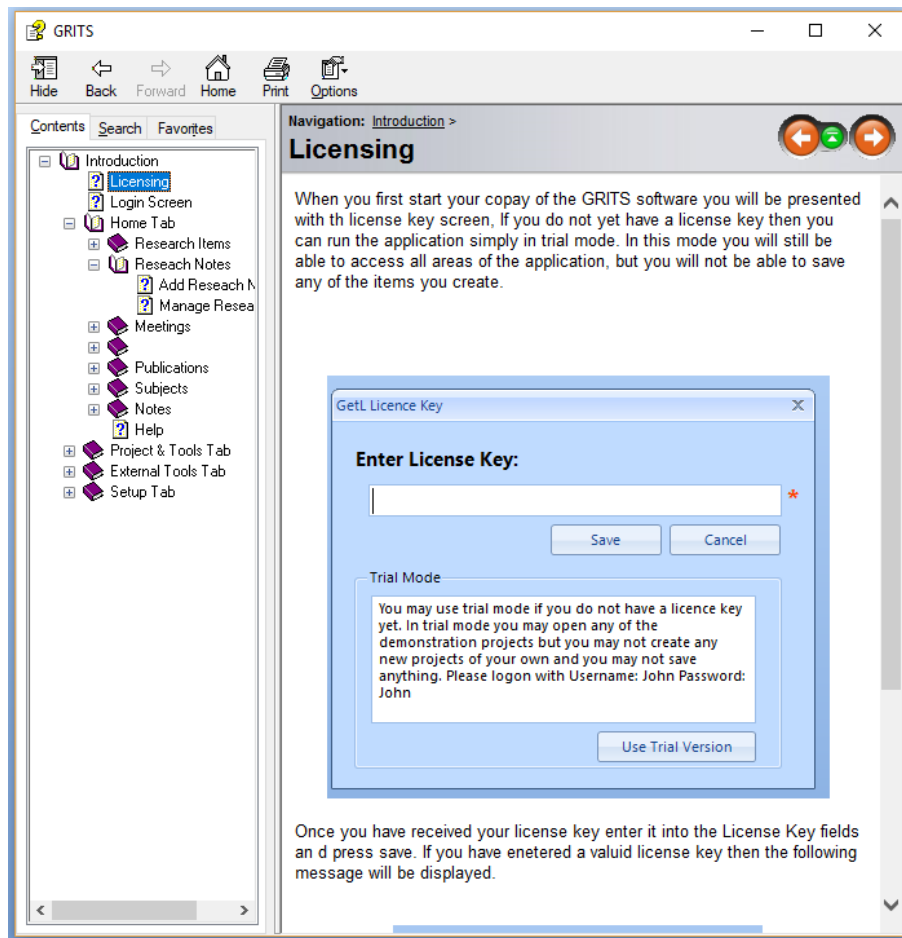 GRITS
Hide Back Forward Home Print Options
Contents Search Favorites
Introduction
Licensing
Login Screen
Home Tab
Research Items
Reseach Notes
Add Reseach N
Manage Resea
Meetings
Publications
Subjects
Notes
Help
Project & Tools Tab
External Tools Tab
Setup Tab
Navigation: Introduction >
Licensing
When you first start your copay of the GRITS software you will be presented
with th license key screen, If you do not yet have a license key then you
can run the application simply in trial mode. In this mode you will still be
able to access all areas of the application, but you will not be able to save
any of the items you create.
GetL Licence Key
Enter License Key:
*
Save Cancel
Trial Mode
You may use trial mode if you do not have a licence key
yet. In trial mode you may open any of the
demonstration projects but you may not create any
new projects of your own and you may not save
anything. Please logon with Username: John Password:
John
Use Trial Version
Once you have received your license key enter it into the License Key fields
an d press save. If you have enetered a valuid license key then the following
message will be displayed.